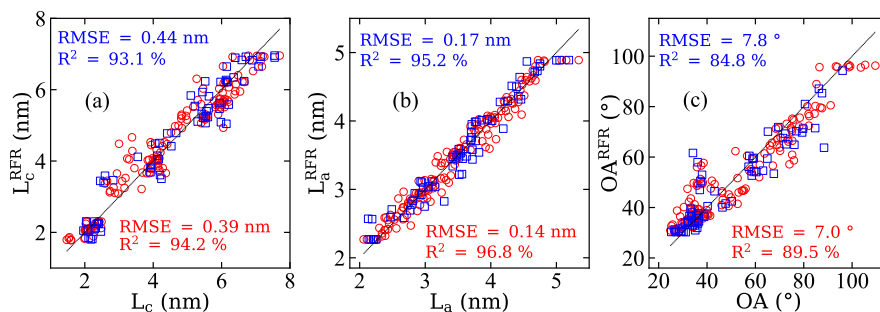 RMSE = 0.44 nm
R² = 93.1 %
(a)
RMSE = 0.39 nm
R² = 94.2 %
8
6
4
2
2
4
6
8
L_c^RFR (nm)
L_c (nm)
RMSE = 0.17 nm
R² = 95.2 %
(b)
RMSE = 0.14 nm
R² = 96.8 %
5
4
3
2
2
3
4
5
L_a^RFR (nm)
L_a (nm)
RMSE = 7.8 °
R² = 84.8 %
(c)
RMSE = 7.0 °
R² = 89.5 %
100
80
60
40
20
20
40
60
80
100
OA^RFR (°)
OA (°)